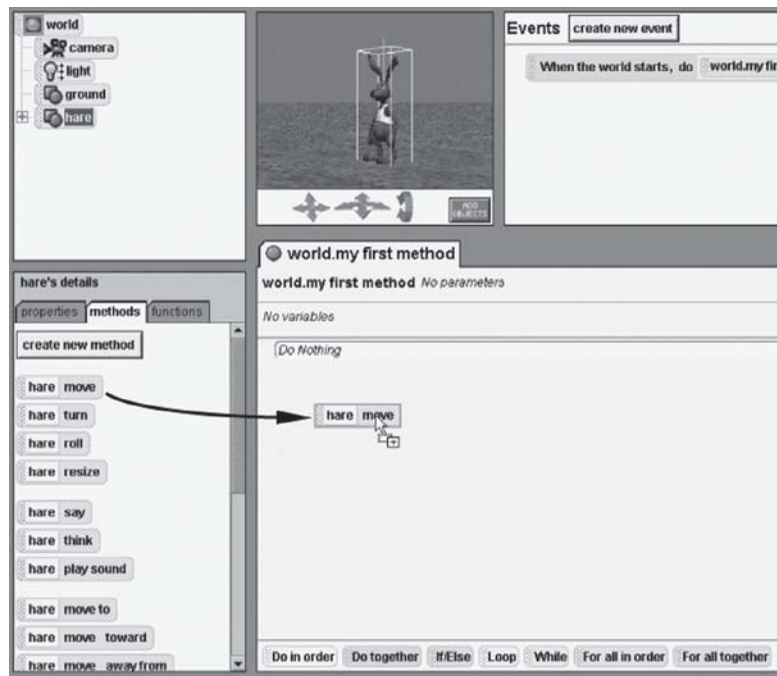 world
camera
light
ground
hare
ADD OBJECTS
Events create new event
When the world starts, do world.my fir
hare's details
properties methods functions
create new method
hare move
hare turn
hare roll
hare resize
hare say
hare think
hare play sound
hare move to
hare move toward
hare move away from
world.my first method
world.my first method No parameters
No variables
Do Nothing
hare move
Do in order Do together If/Else Loop While For all in order For all together